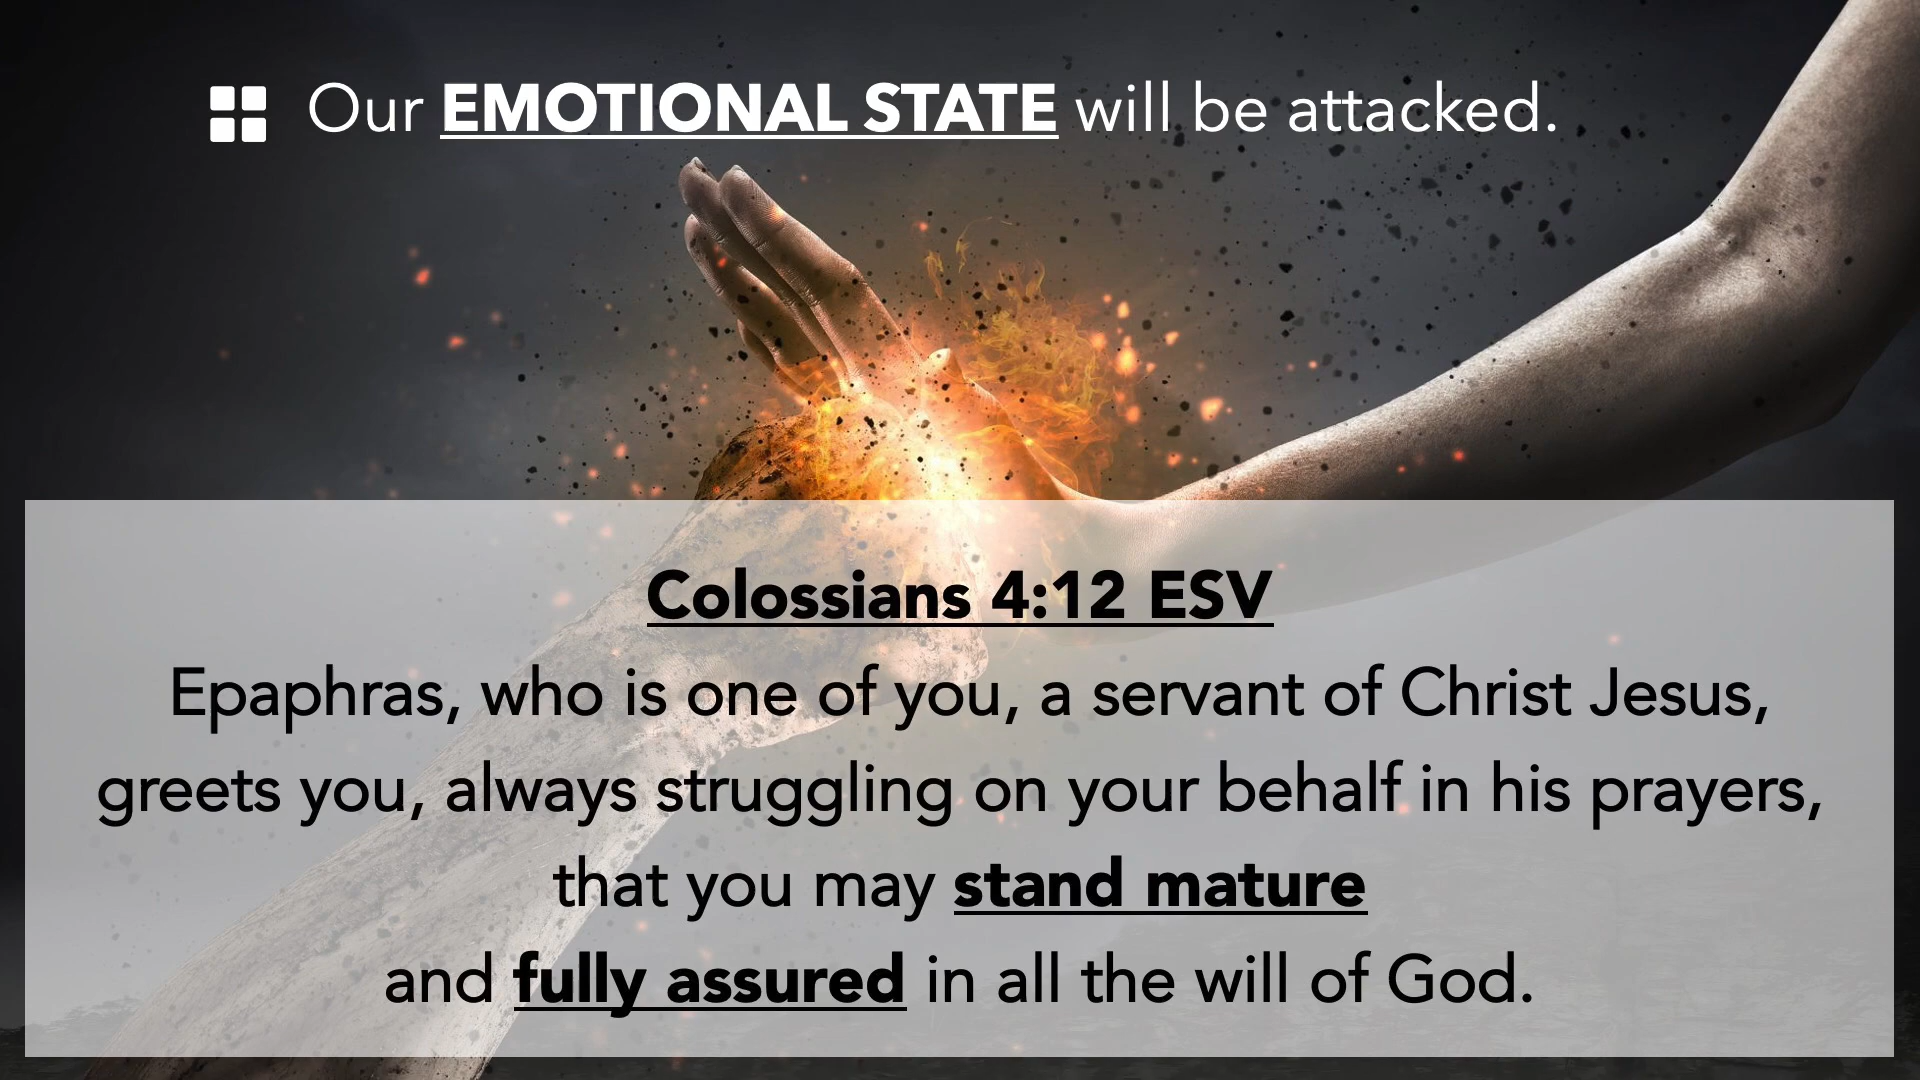 Our EMOTIONAL STATE will be attacked.
Colossians 4:12 ESV
Epaphras, who is one of you, a servant of Christ Jesus,
greets you, always struggling on your behalf in his prayers,
that you may stand mature
and fully assured in all the will of God.